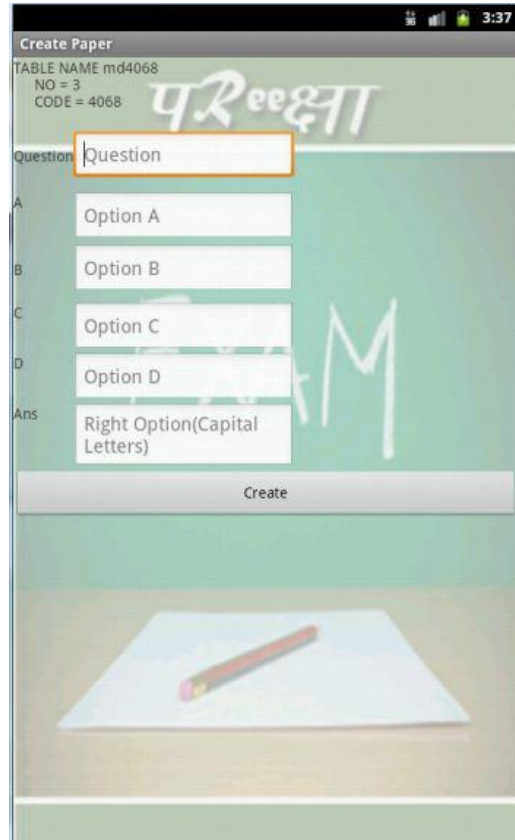 3G 3:37
Create Paper
TABLE NAME md4068
NO = 3
CODE = 4068
परeeक्षा
Question Question
A Option A
B Option B
C Option C
D Option D
EXAM
Ans Right Option(Capital
Letters)
Create